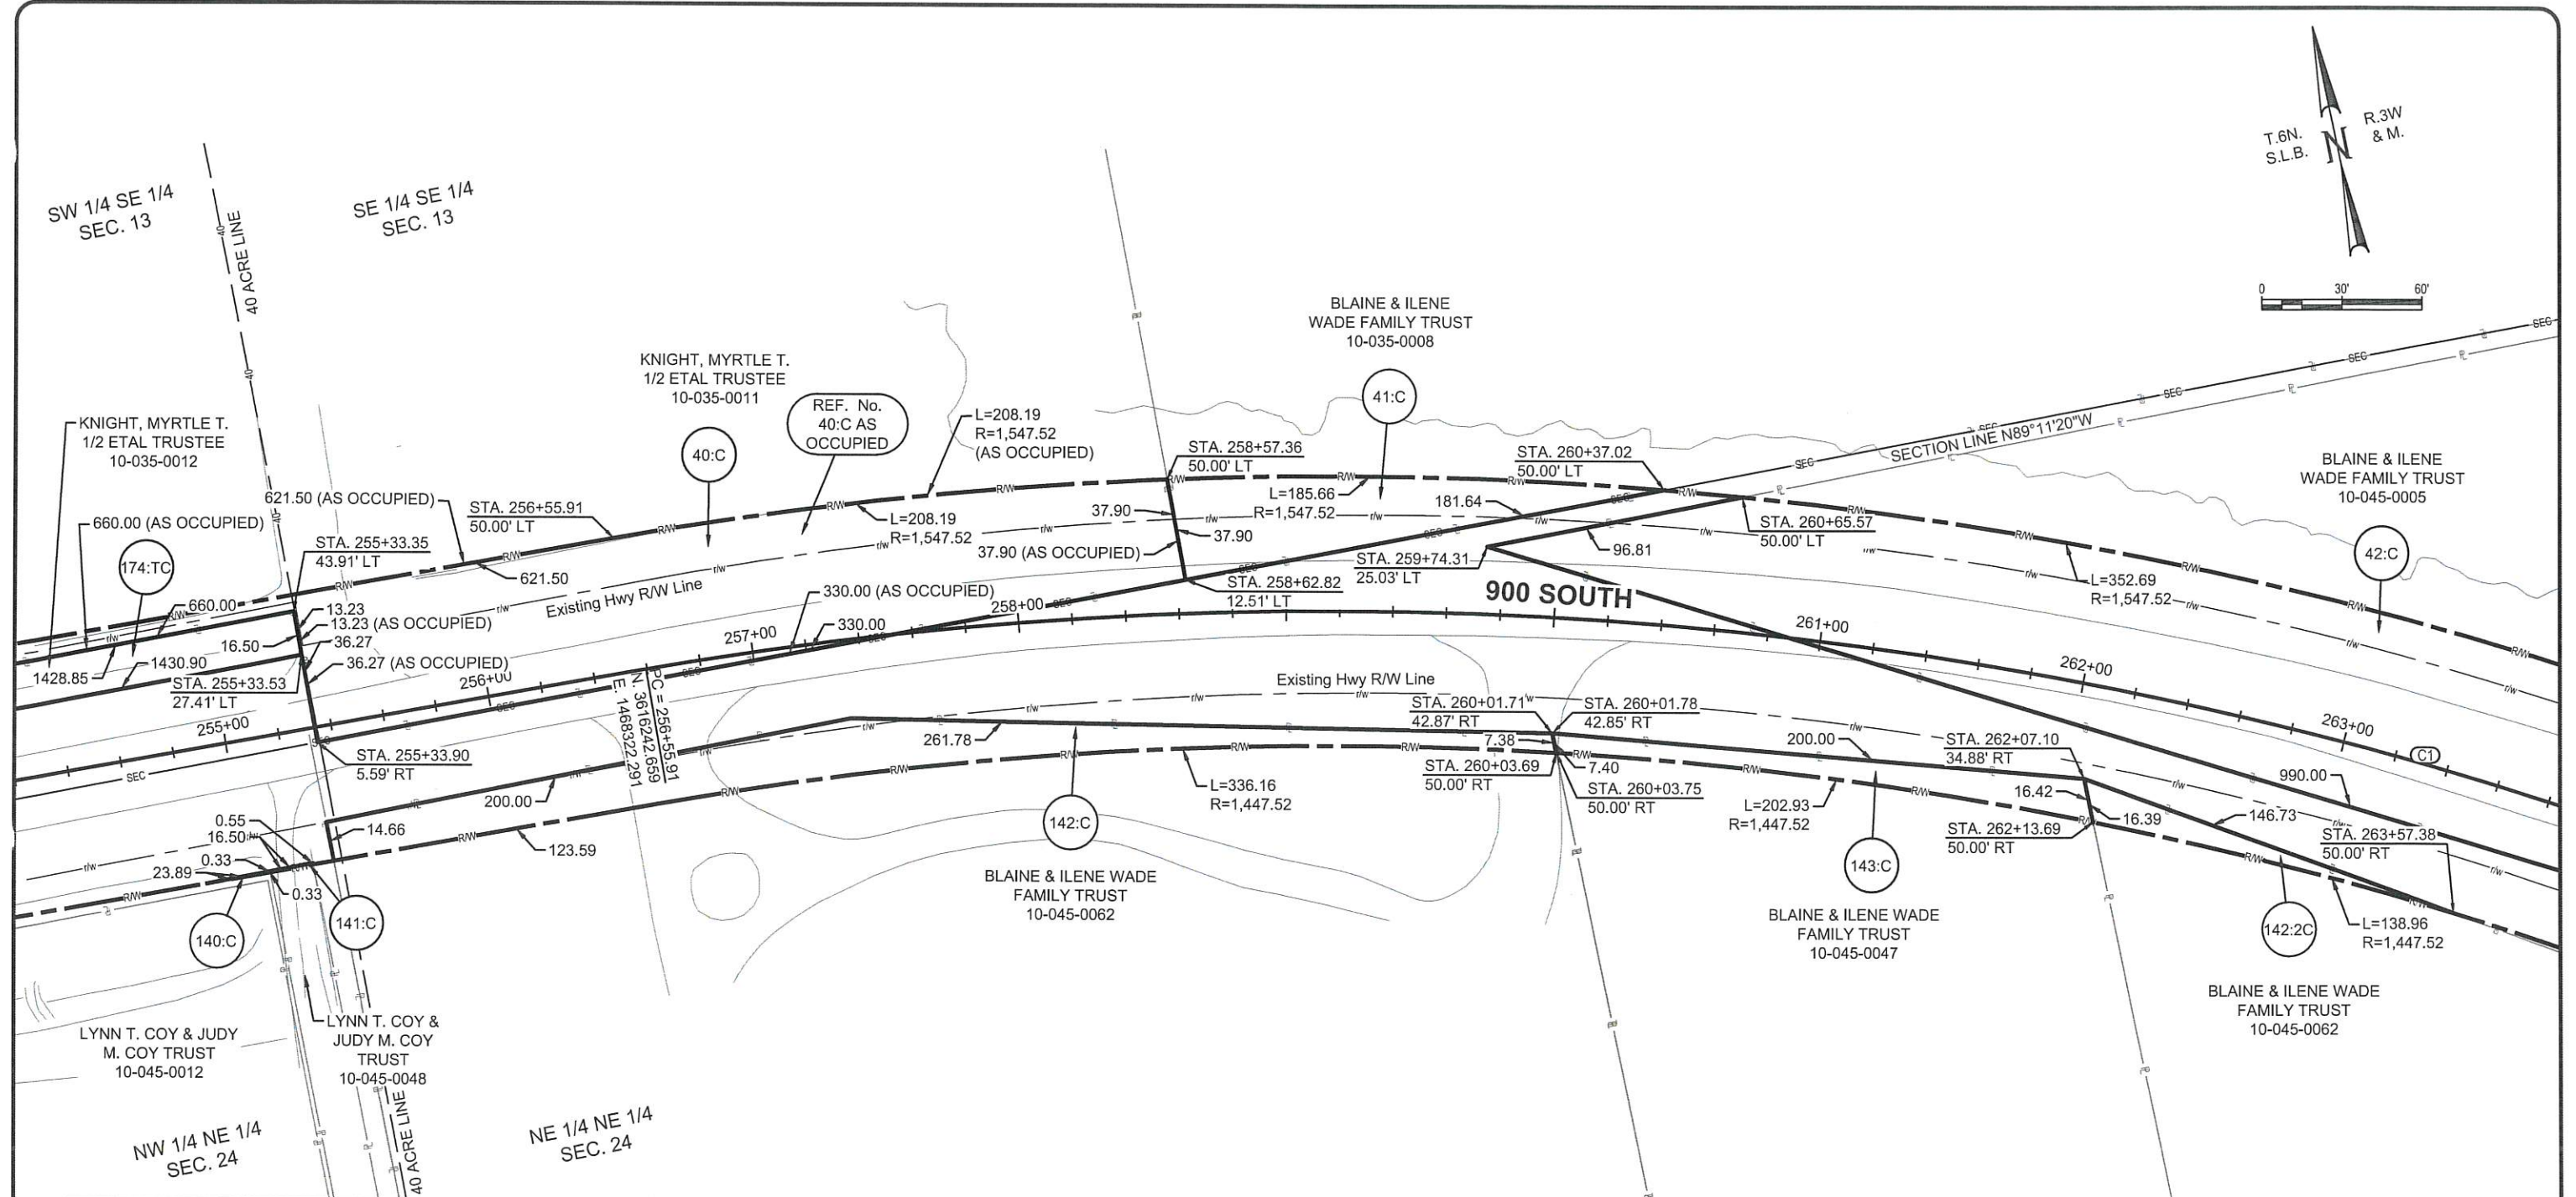 T.6N.
S.L.B.
N
R.3W
& M.
0 30' 60'
SW 1/4 SE 1/4
SEC. 13
40 ACRE LINE
SE 1/4 SE 1/4
SEC. 13
BLAINE & ILENE
WADE FAMILY TRUST
10-035-0008
41:C
KNIGHT, MYRTLE T.
1/2 ETAL TRUSTEE
10-035-0011
40:C
REF. No.
40:C AS
OCCUPIED
L=208.19
R=1,547.52
(AS OCCUPIED)
KNIGHT, MYRTLE T.
1/2 ETAL TRUSTEE
10-035-0012
SECTION LINE N89°11'20"W
STA. 258+57.36
50.00' LT
STA. 260+37.02
50.00' LT
BLAINE & ILENE
WADE FAMILY TRUST
10-045-0005
42:C
621.50 (AS OCCUPIED)
STA. 256+55.91
50.00' LT
L=185.66
R=1,547.52
181.64
660.00 (AS OCCUPIED)
174:TC
STA. 255+33.35
43.91' LT
L=208.19
R=1,547.52
37.90
37.90
37.90 (AS OCCUPIED)
STA. 260+65.57
50.00' LT
96.81
STA. 259+74.31
25.03' LT
621.50
Existing Hwy R/W Line
330.00 (AS OCCUPIED)
STA. 258+62.82
12.51' LT
900 SOUTH
L=352.69
R=1,547.52
660.00
13.23
13.23 (AS OCCUPIED)
16.50
36.27
36.27 (AS OCCUPIED)
1428.85
1430.90
STA. 255+33.53
27.41' LT
330.00
255+00
256+00
257+00
258+00
261+00
262+00
263+00
C1
PC = 256+55.91
N. 3616242.659
E. 1468322.291
Existing Hwy R/W Line
STA. 260+01.71
42.87' RT
STA. 260+01.78
42.85' RT
STA. 255+33.90
5.59' RT
261.78
7.38
200.00
STA. 262+07.10
34.88' RT
STA. 260+03.69
50.00' RT
7.40
STA. 260+03.75
50.00' RT
990.00
200.00
L=336.16
R=1,447.52
L=202.93
R=1,447.52
16.42
16.39
146.73
STA. 262+13.69
50.00' RT
STA. 263+57.38
50.00' RT
0.55
16.50
14.66
0.33
23.89
0.33
123.59
142:C
143:C
142:2C
140:C
141:C
L=138.96
R=1,447.52
BLAINE & ILENE WADE
FAMILY TRUST
10-045-0062
BLAINE & ILENE WADE
FAMILY TRUST
10-045-0047
BLAINE & ILENE WADE
FAMILY TRUST
10-045-0062
LYNN T. COY & JUDY
M. COY TRUST
10-045-0012
LYNN T. COY &
JUDY M. COY
TRUST
10-045-0048
40 ACRE LINE
NW 1/4 NE 1/4
SEC. 24
NE 1/4 NE 1/4
SEC. 24